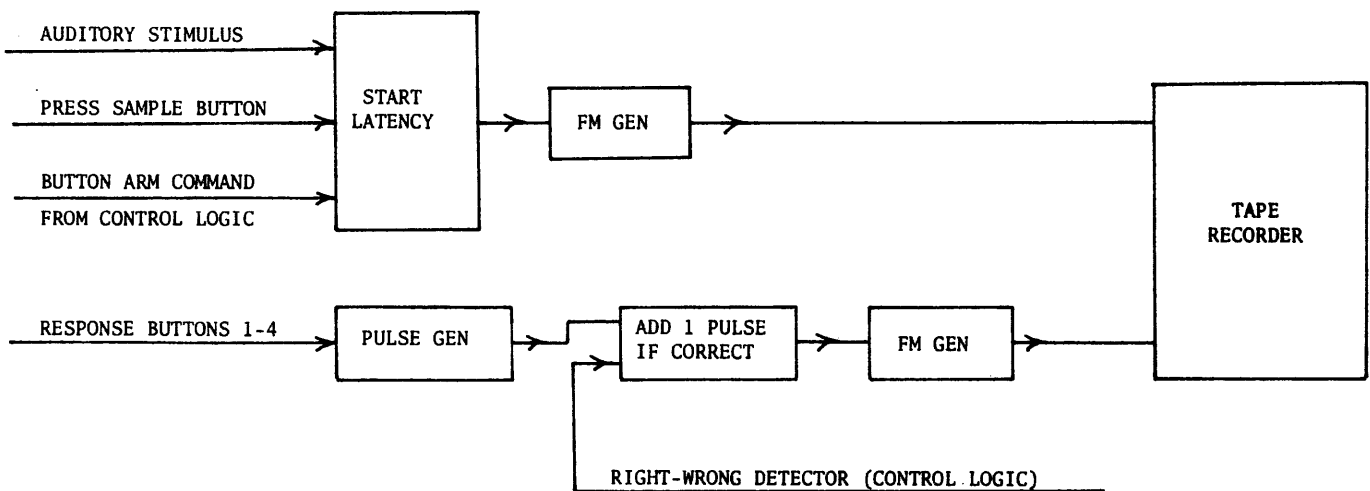 AUDITORY STIMULUS
PRESS SAMPLE BUTTON
BUTTON ARM COMMAND
FROM CONTROL LOGIC
START
LATENCY
FM GEN
TAPE
RECORDER
RESPONSE BUTTONS 1-4
PULSE GEN
ADD 1 PULSE
IF CORRECT
FM GEN
RIGHT-WRONG DETECTOR (CONTROL LOGIC)